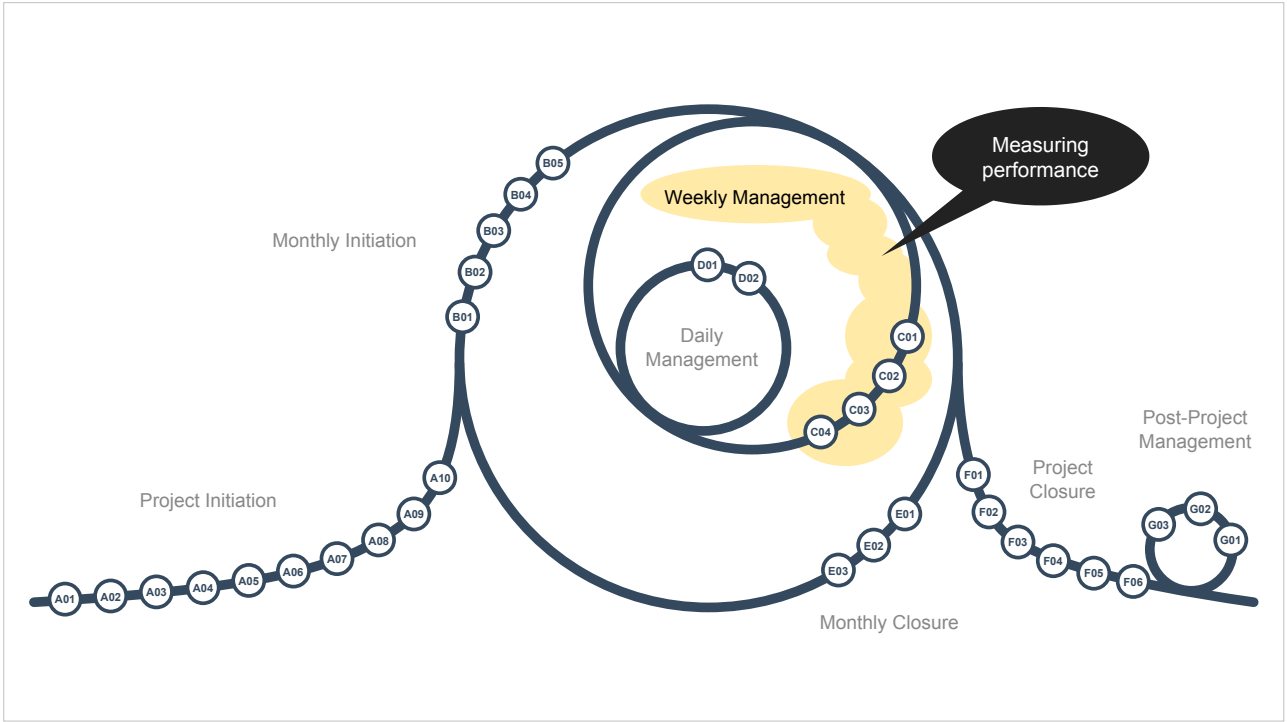 Measuring
performance
B05
Weekly Management
B04
B03
Monthly Initiation
D01
B02
D02
B01
Daily
Management
C01
C02
C03
C04
Post-Project
Management
A10
F01
Project
Closure
Project Initiation
A09
E01
F02
G02
G03
A08
E02
F03
G01
A07
F04
A06
E03
F05
A05
F06
A04
A03
A02
A01
Monthly Closure